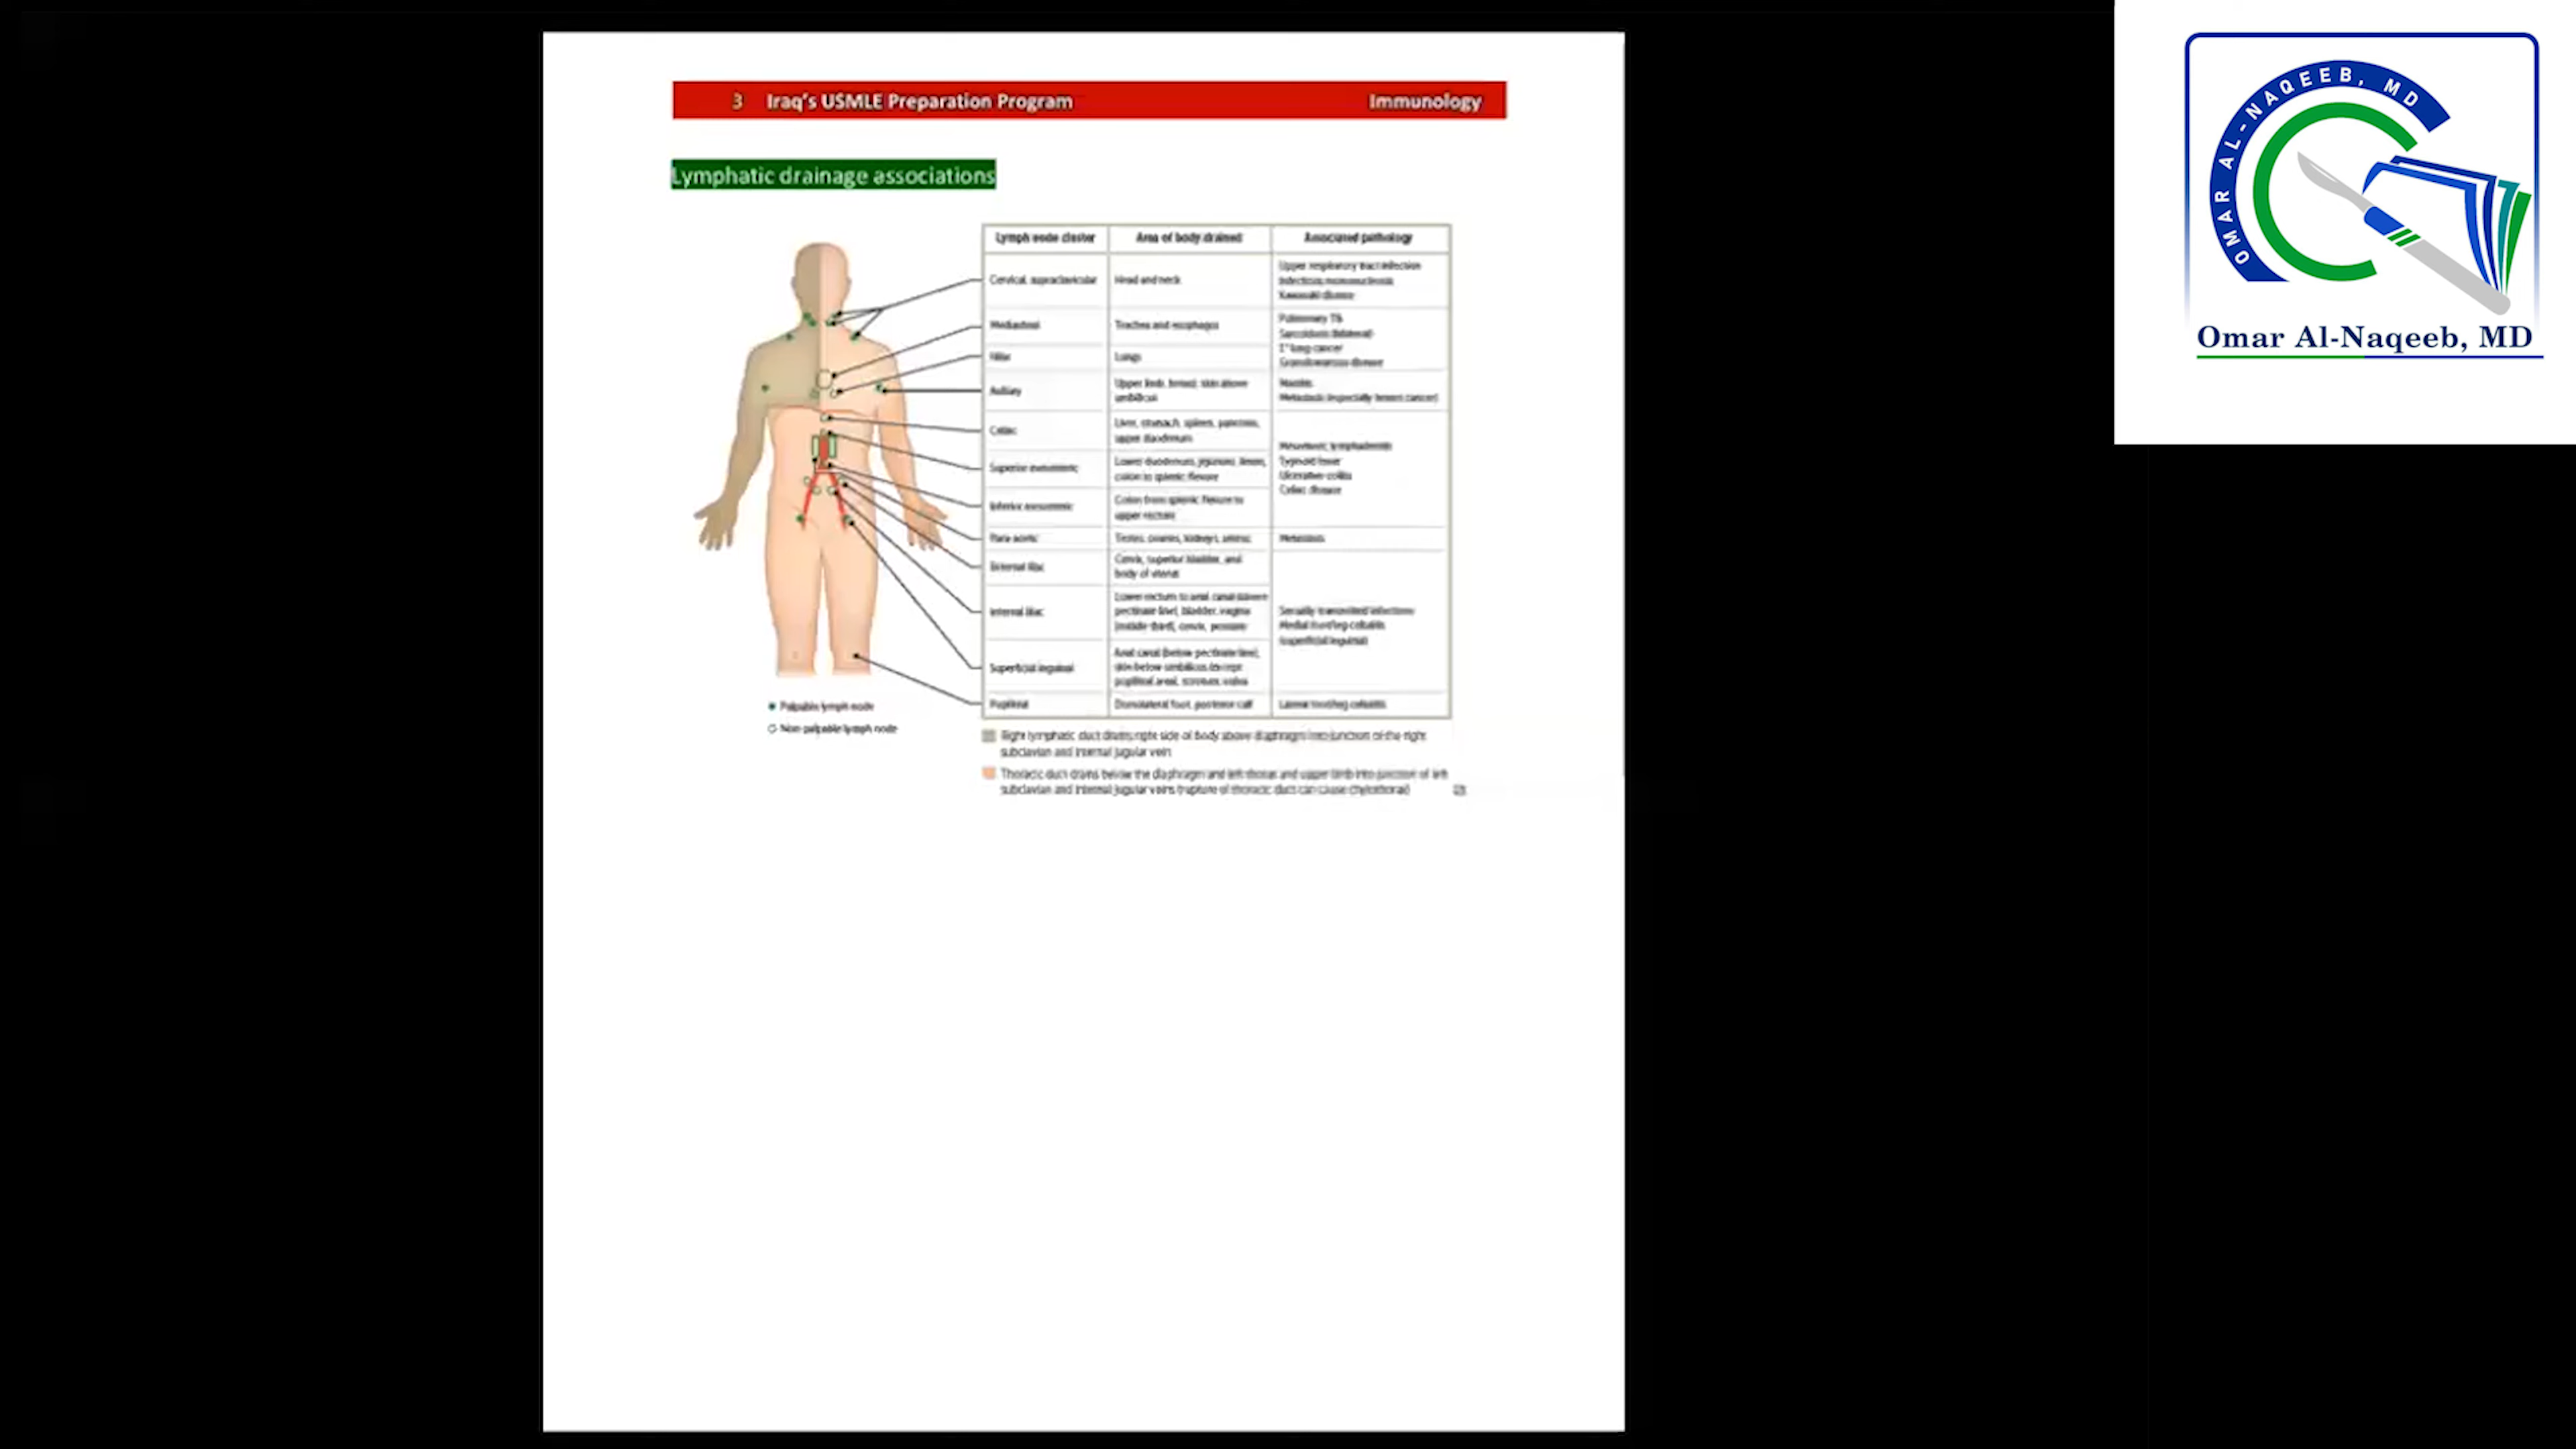 3 Iraq's USMLE Preparation Program Immunology
Lymphatic drainage associations
Lymph node cluster Area of body drained Associated pathology
Cervical, supraclavicular Head and neck
Upper respiratory tract infection
Infectious mononucleosis
Kawasaki disease
Mediastinal Trachea and esophagus
Pulmonary TB
Sarcoidosis (bilateral)
Hilar Lungs
1° lung cancer
Granulomatous disease
Axillary
Upper limb, breast, skin above
umbilicus
Mastitis
Metastasis (especially breast cancer)
Celiac
Liver, stomach, spleen, pancreas,
upper duodenum
Superior mesenteric
Lower duodenum, jejunum, ileum,
colon to splenic flexure
Inferior mesenteric
Colon from splenic flexure to
upper rectum
Mesenteric lymphadenitis
Typhoid fever
Ulcerative colitis
Celiac disease
Para-aortic Testes, ovaries, kidneys, uterus Metastasis
External iliac
Cervix, superior bladder, and
body of uterus
Internal iliac
Lower rectum to anal canal (above
pectinate line), bladder, vagina
(middle third), cervix, prostate
Sexually transmitted infections
Medial foot/leg cellulitis
(superficial inguinal)
Superficial inguinal
Anal canal (below pectinate line),
skin below umbilicus (except
popliteal area), scrotum, vulva
Popliteal Dorsolateral foot, posterior calf Lateral foot/leg cellulitis
Palpable lymph node
Non-palpable lymph node
Right lymphatic duct drains right side of body above diaphragm into junction of the right
subclavian and internal jugular vein
Thoracic duct drains below the diaphragm and left thorax and upper limb into junction of left
subclavian and internal jugular veins (rupture of thoracic duct can cause chylothorax)
OMAR AL-NAQEEB, MD
Omar Al-Naqeeb, MD